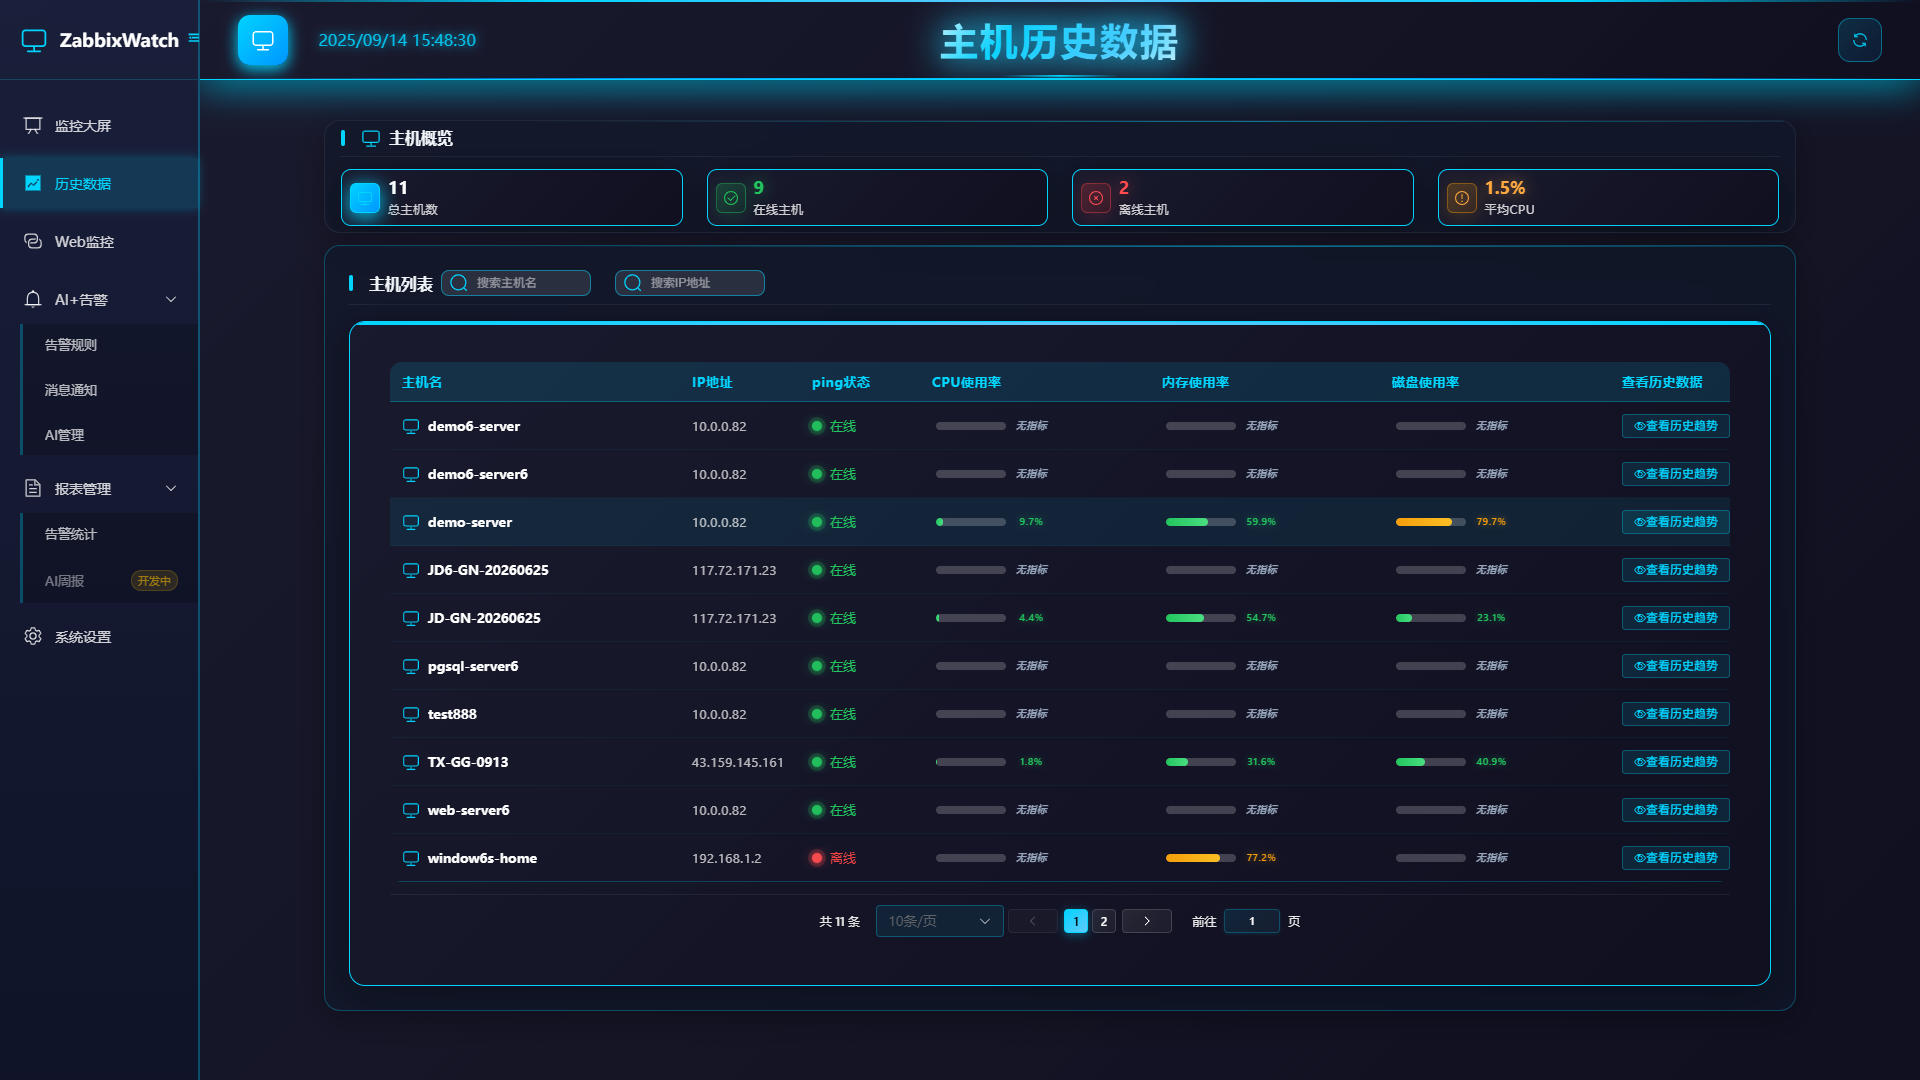 ZabbixWatch
监控大屏
历史数据
Web监控
AI+告警
告警规则
消息通知
AI管理
报表管理
告警统计
AI周报 开发中
系统设置
2025/09/14 15:48:30
主机历史数据
主机概览
11
总主机数
9
在线主机
2
离线主机
1.5%
平均CPU
主机列表 搜索主机名 搜索IP地址
主机名 IP地址 ping状态 CPU使用率 内存使用率 磁盘使用率 查看历史数据
demo6-server 10.0.0.82 在线 无指标 无指标 无指标 查看历史趋势
demo6-server6 10.0.0.82 在线 无指标 无指标 无指标 查看历史趋势
demo-server 10.0.0.82 在线 9.7% 59.9% 79.7% 查看历史趋势
JD6-GN-20260625 117.72.171.23 在线 无指标 无指标 无指标 查看历史趋势
JD-GN-20260625 117.72.171.23 在线 4.4% 54.7% 23.1% 查看历史趋势
pgsql-server6 10.0.0.82 在线 无指标 无指标 无指标 查看历史趋势
test888 10.0.0.82 在线 无指标 无指标 无指标 查看历史趋势
TX-GG-0913 43.159.145.161 在线 1.8% 31.6% 40.9% 查看历史趋势
web-server6 10.0.0.82 在线 无指标 无指标 无指标 查看历史趋势
window6s-home 192.168.1.2 离线 无指标 77.2% 无指标 查看历史趋势
共 11 条 10条/页 1 2 前往 1 页